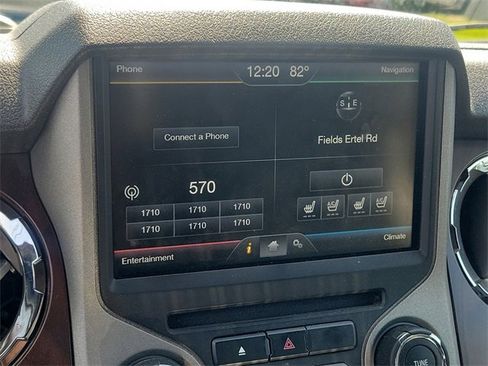 Phone 12:20 82° Navigation
S E
Connect a Phone
Fields Ertel Rd
570
1710 1710 1710
1710 1710 1710
Entertainment i Climate
TUNE